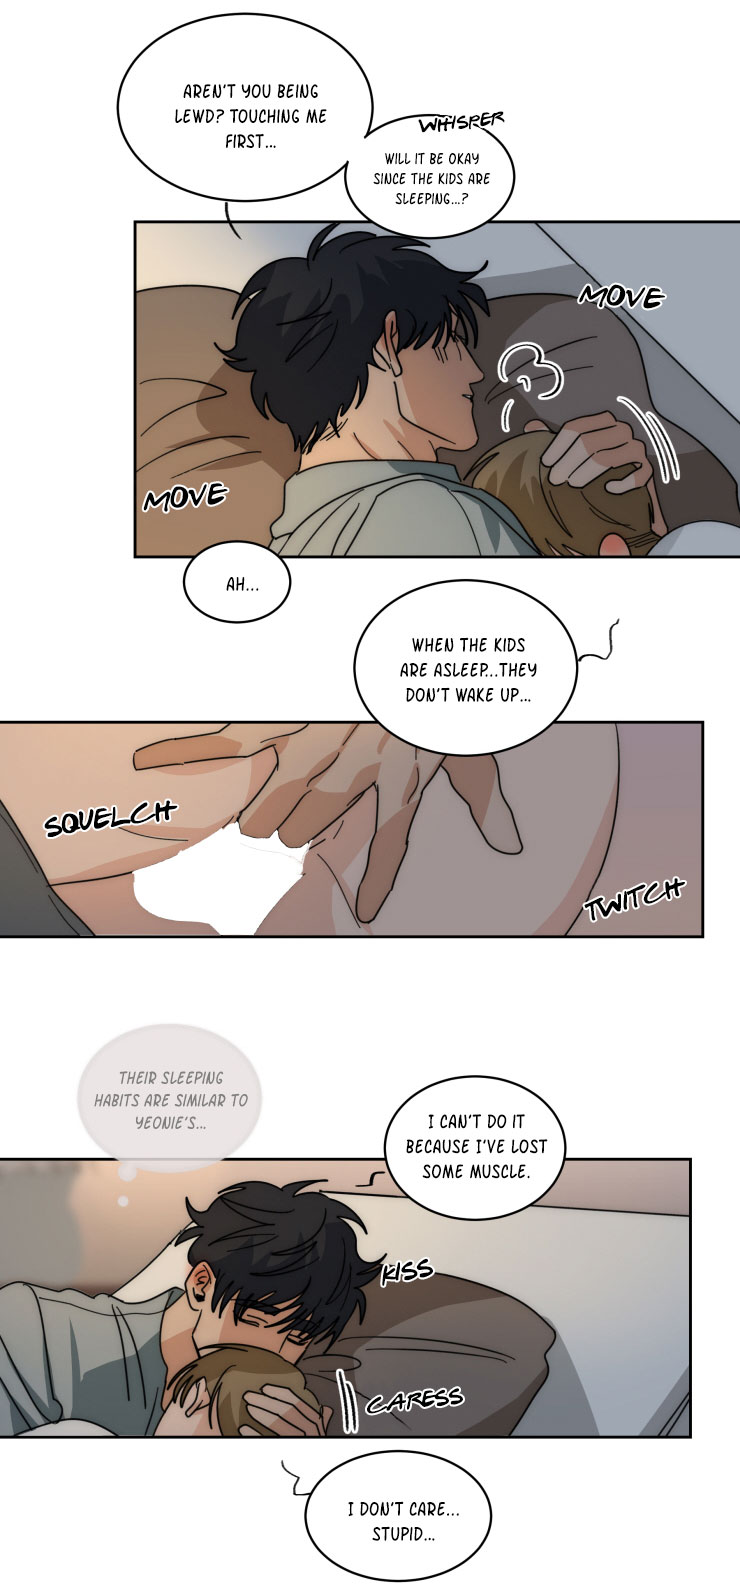 AREN'T YOU BEING
LEWD? TOUCHING ME
FIRST...
WHISPER
WILL IT BE OKAY
SINCE THE KIDS ARE
SLEEPING...?
MOVE
MOVE
AH...
WHEN THE KIDS
ARE ASLEEP...THEY
DON'T WAKE UP...
SQUELCH
TWITCH
THEIR SLEEPING
HABITS ARE SIMILAR TO
YEONIE'S...
I CAN'T DO IT
BECAUSE I'VE LOST
SOME MUSCLE.
KISS
CARESS
I DON'T CARE...
STUPID...